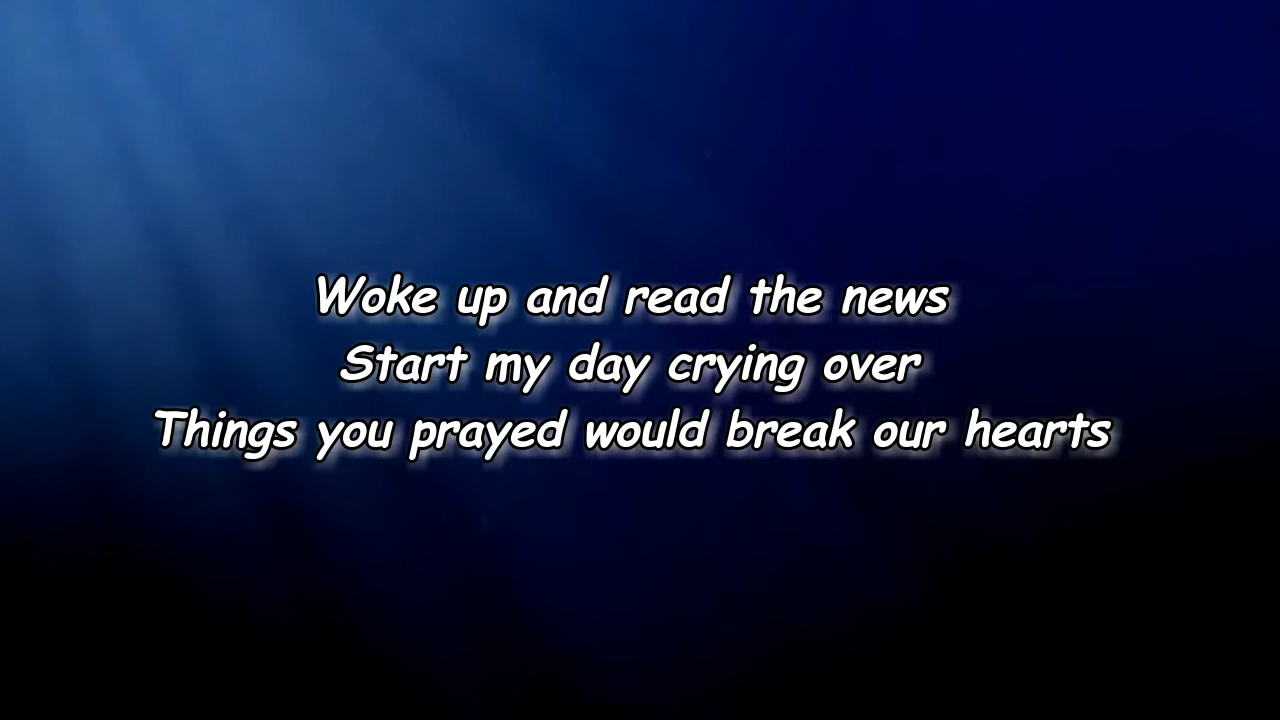 Woke up and read the news
Start my day crying over
Things you prayed would break our hearts